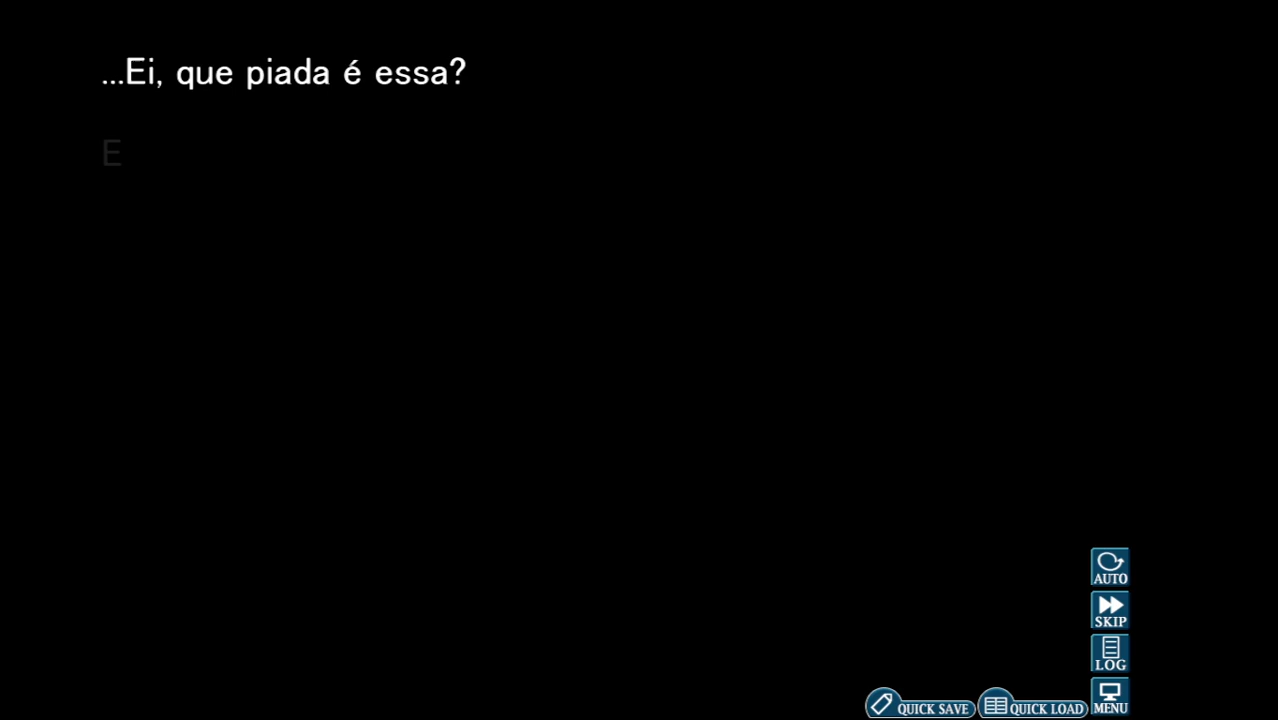 ...Ei, que piada é essa?
E
AUTO
SKIP
LOG
QUICK SAVE
QUICK LOAD
MENU